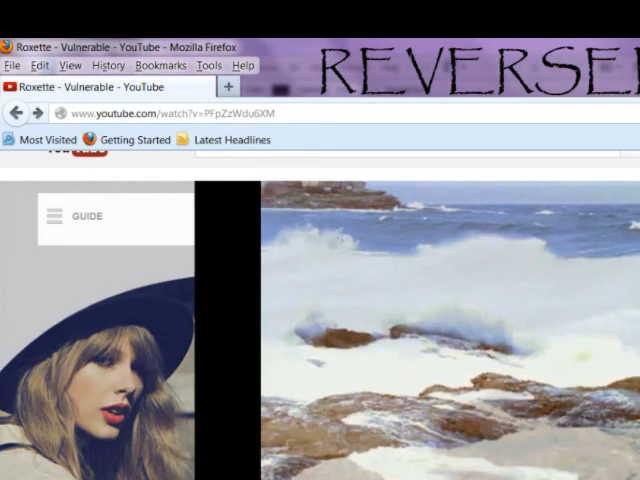 Roxette - Vulnerable - YouTube - Mozilla Firefox
REVERSE
File Edit View History Bookmarks Tools Help
Roxette - Vulnerable - YouTube +
www.youtube.com/watch?v=PFpZzWdu6XM
Most Visited Getting Started Latest Headlines
GUIDE